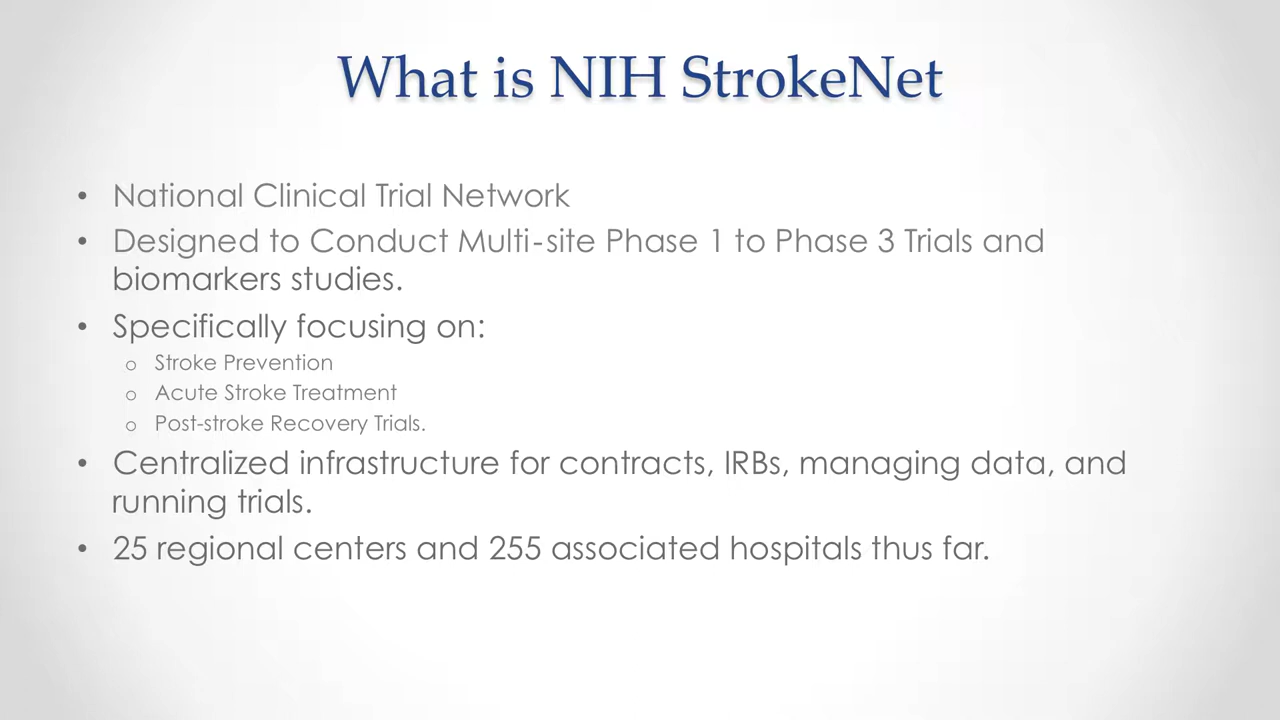 What is NIH StrokeNet
• National Clinical Trial Network
• Designed to Conduct Multi-site Phase 1 to Phase 3 Trials and
biomarkers studies.
• Specifically focusing on:
o Stroke Prevention
o Acute Stroke Treatment
o Post-stroke Recovery Trials.
• Centralized infrastructure for contracts, IRBs, managing data, and
running trials.
• 25 regional centers and 255 associated hospitals thus far.